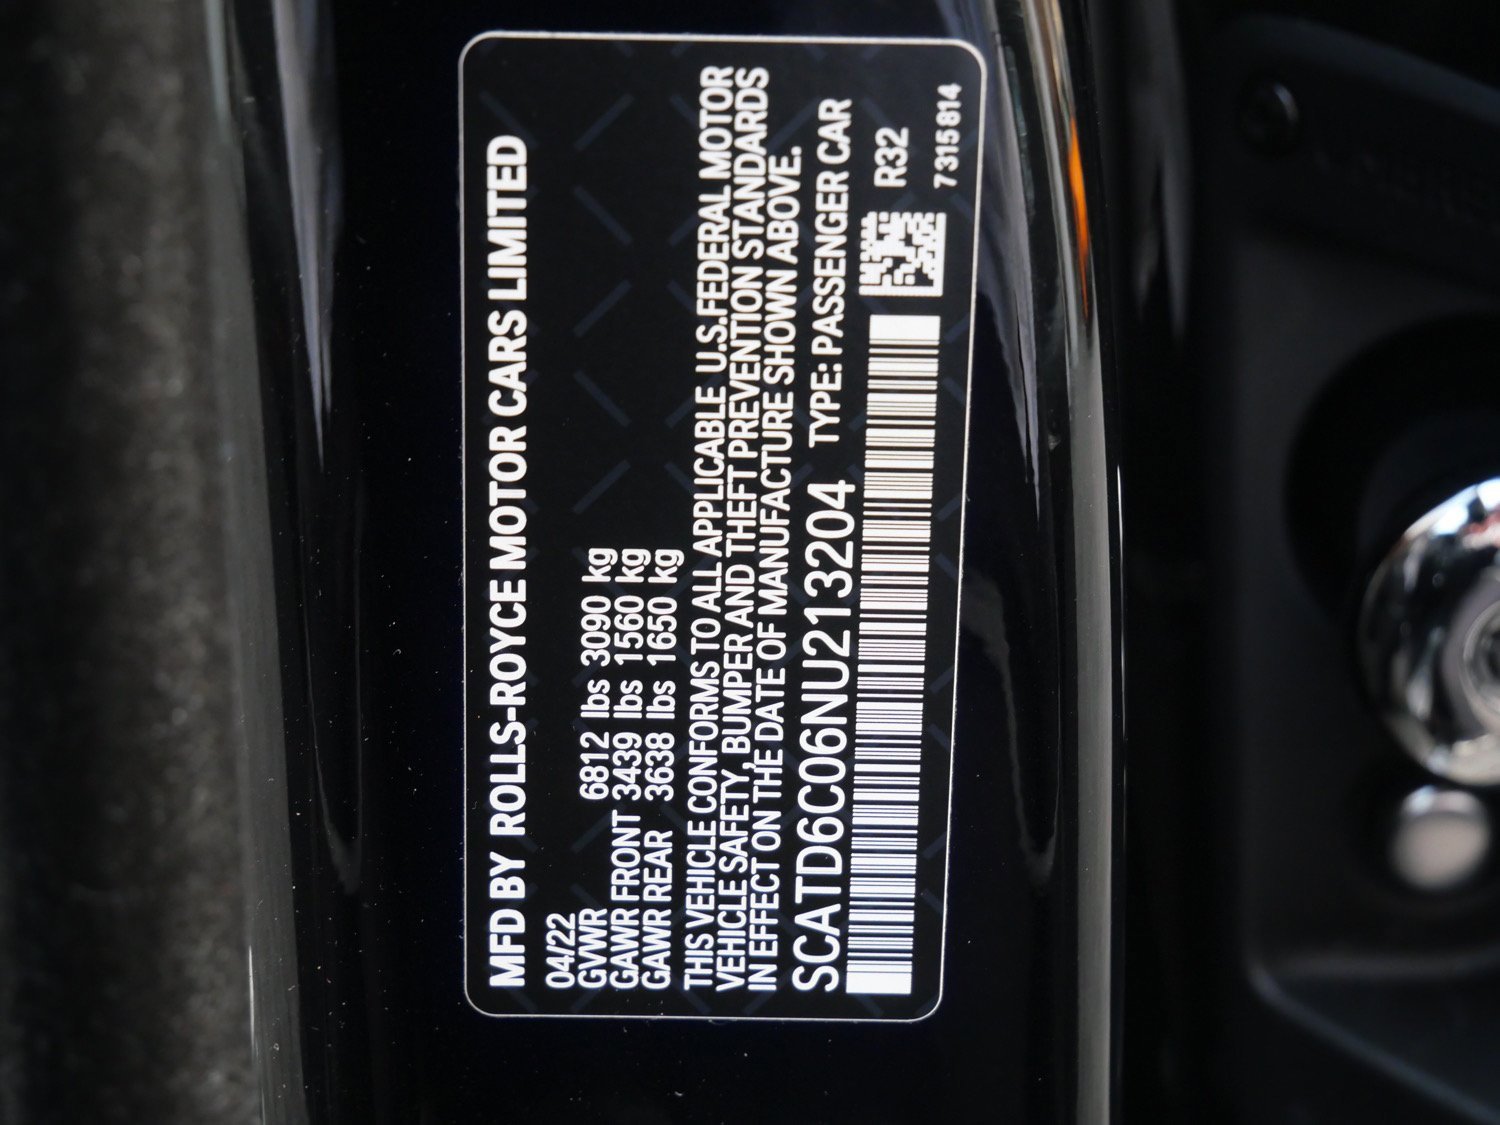 MFD BY ROLLS-ROYCE MOTOR CARS LIMITED
04/22
GVWR 6812 lbs 3090 kg
GAWR FRONT 3439 lbs 1560 kg
GAWR REAR 3638 lbs 1650 kg
THIS VEHICLE CONFORMS TO ALL APPLICABLE U.S.FEDERAL MOTOR
VEHICLE SAFETY, BUMPER AND THEFT PREVENTION STANDARDS
IN EFFECT ON THE DATE OF MANUFACTURE SHOWN ABOVE.
SCATD6C06NU213204 TYPE: PASSENGER CAR
R32
7315814